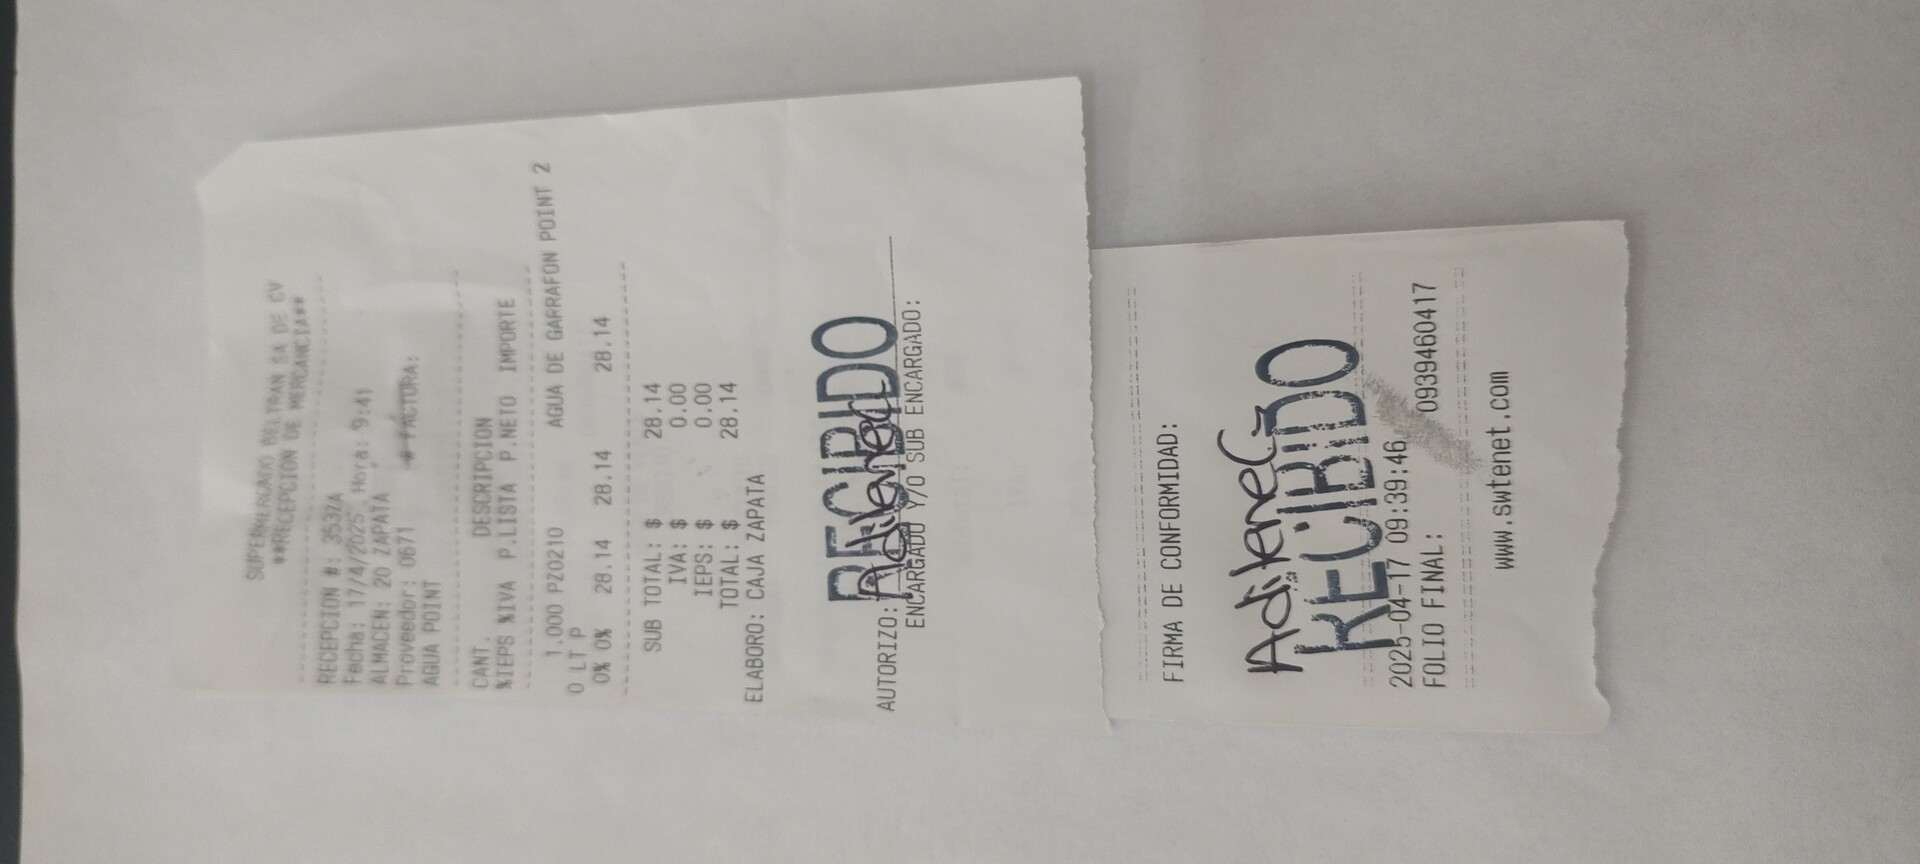 SUPERMERCADO BELTRAN SA DE CV
**RECEPCION DE MERCANCIA**
RECEPCION #: 353ZA
Fecha: 17/4/2025 Hora: 9:41
ALMACEN: 20 ZAPATA
Proveedor: 0671 # FACTURA:
AGUA POINT
CANT. DESCRIPCION
%IEPS %IVA P.LISTA P.NETO IMPORTE
1.000 PZ0210 AGUA DE GARRAFON POINT 2
0 LT P
0% 0% 28.14 28.14 28.14
SUB TOTAL: $ 28.14
IVA: $ 0.00
IEPS: $ 0.00
TOTAL: $ 28.14
ELABORO: CAJA ZAPATA
RECIBIDO
AUTORIZO:
ENCARGADO Y/O SUB ENCARGADO:
FIRMA DE CONFORMIDAD:
RECIBIDO
2025-04-17 09:39:46
FOLIO FINAL: 0939460417
www.swtenet.com